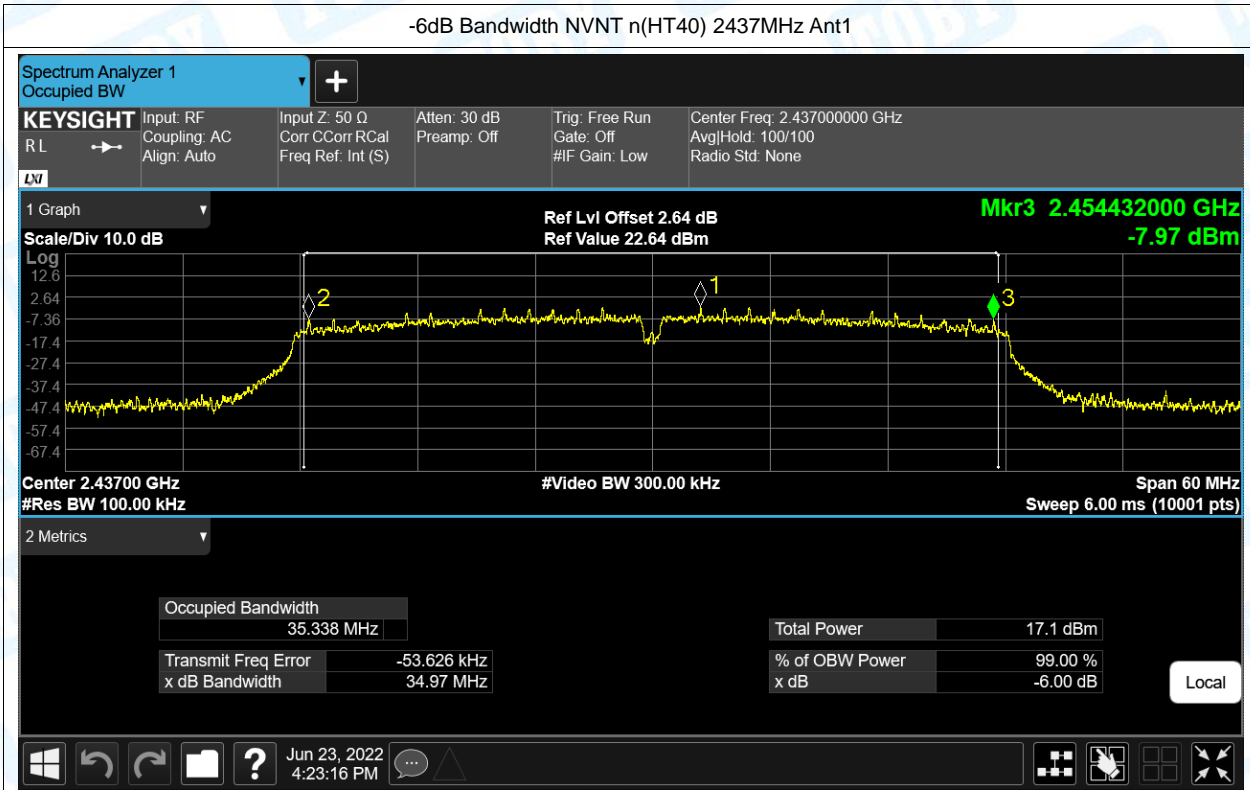 -6dB Bandwidth NVNT n(HT40) 2437MHz Ant1
Spectrum Analyzer 1
Occupied BW
KEYSIGHT
RL
LXI
Input: RF
Coupling: AC
Align: Auto
Input Z: 50 Ω
Corr CCorr RCal
Freq Ref: Int (S)
Atten: 30 dB
Preamp: Off
Trig: Free Run
Gate: Off
#IF Gain: Low
Center Freq: 2.437000000 GHz
Avg|Hold: 100/100
Radio Std: None
1 Graph
Scale/Div 10.0 dB
Ref Lvl Offset 2.64 dB
Ref Value 22.64 dBm
Mkr3 2.454432000 GHz
-7.97 dBm
Log
12.6
2.64
-7.36
-17.4
-27.4
-37.4
-47.4
-57.4
-67.4
2
1
3
Center 2.43700 GHz
#Res BW 100.00 kHz
#Video BW 300.00 kHz
Span 60 MHz
Sweep 6.00 ms (10001 pts)
2 Metrics
Occupied Bandwidth
35.338 MHz
Transmit Freq Error -53.626 kHz
x dB Bandwidth 34.97 MHz
Total Power 17.1 dBm
% of OBW Power 99.00 %
x dB -6.00 dB
Local
Jun 23, 2022
4:23:16 PM